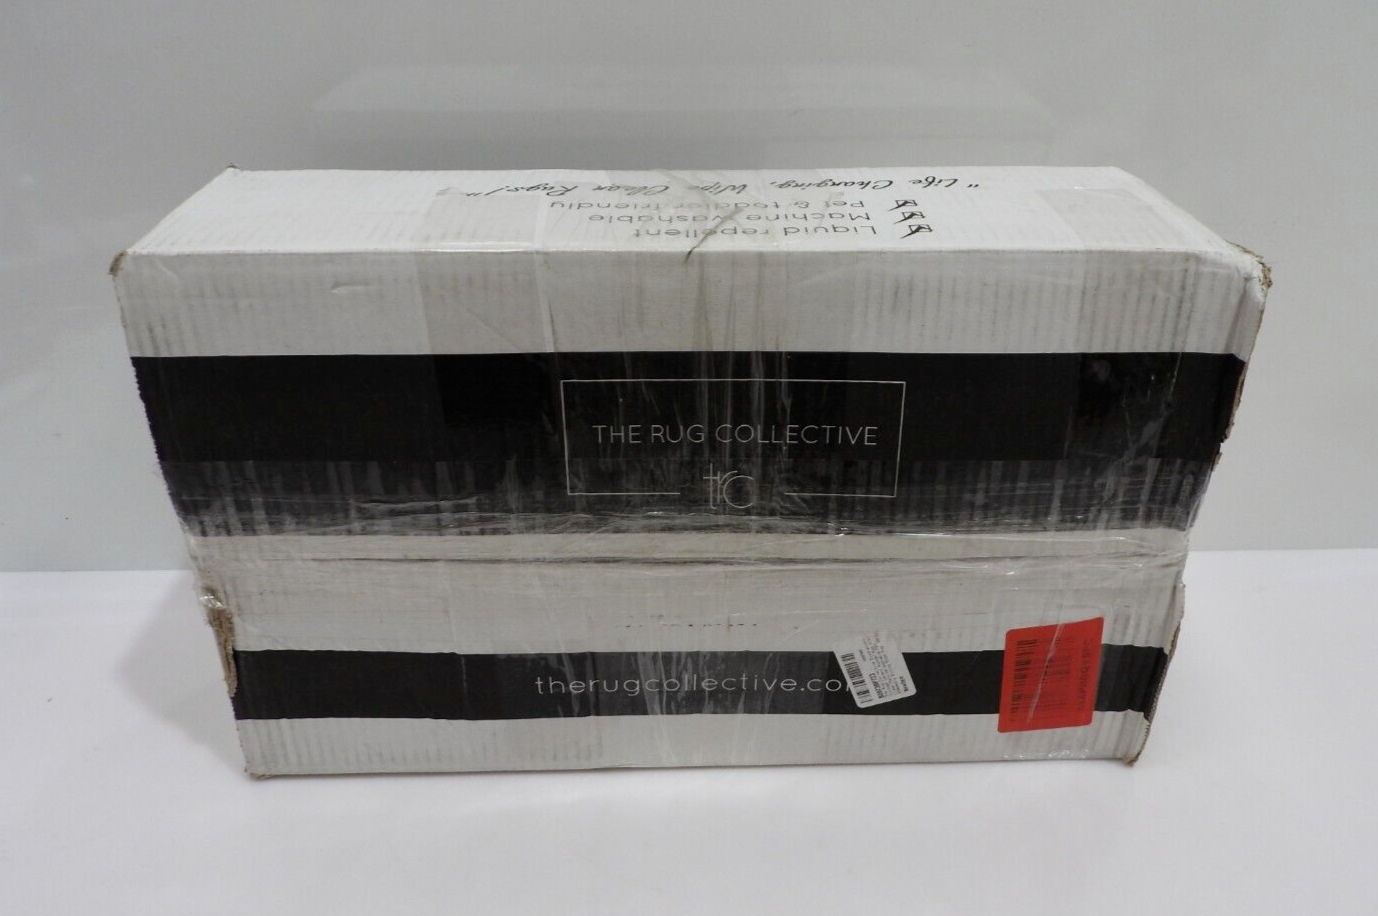 "Life Changing, Wipe Clean Rugs!"
Pet & toddler friendly
Machine washable
Liquid repellent
THE RUG COLLECTIVE
trc
therugcollective.co